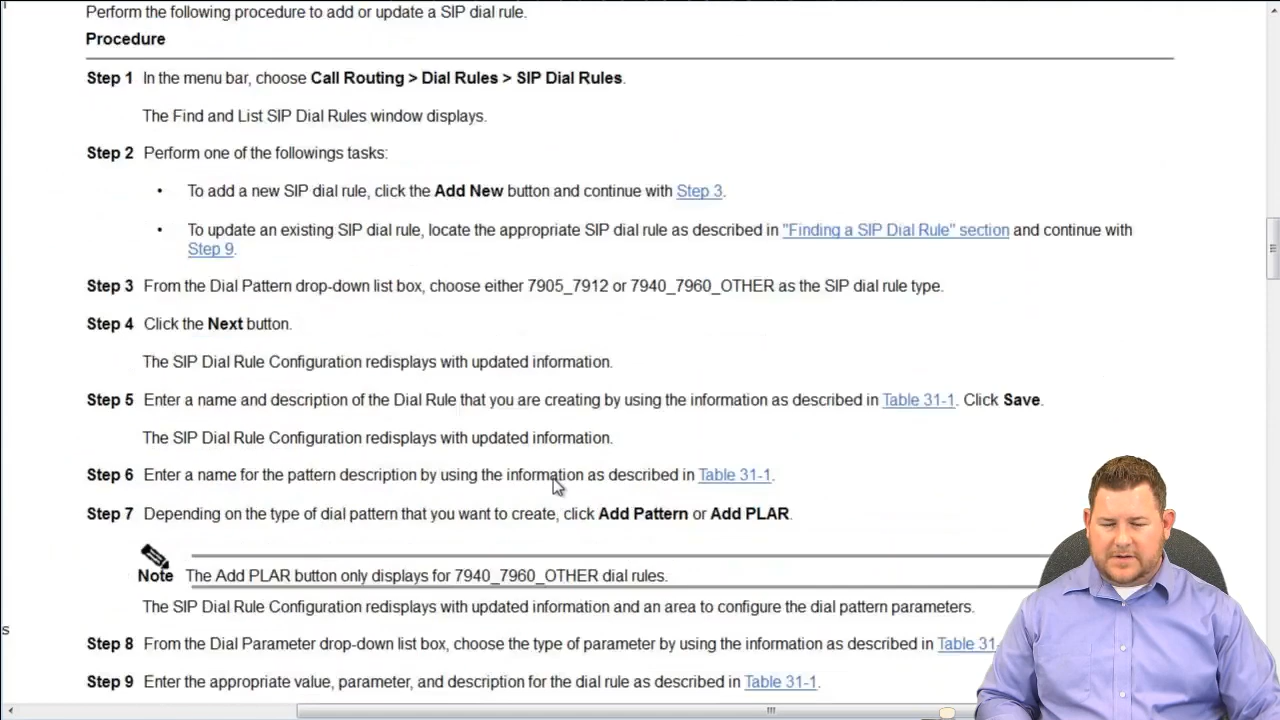 Perform the following procedure to add or update a SIP dial rule.
Procedure
Step 1 In the menu bar, choose Call Routing > Dial Rules > SIP Dial Rules.
The Find and List SIP Dial Rules window displays.
Step 2 Perform one of the followings tasks:
• To add a new SIP dial rule, click the Add New button and continue with Step 3.
• To update an existing SIP dial rule, locate the appropriate SIP dial rule as described in "Finding a SIP Dial Rule" section and continue with
Step 9.
Step 3 From the Dial Pattern drop-down list box, choose either 7905_7912 or 7940_7960_OTHER as the SIP dial rule type.
Step 4 Click the Next button.
The SIP Dial Rule Configuration redisplays with updated information.
Step 5 Enter a name and description of the Dial Rule that you are creating by using the information as described in Table 31-1. Click Save.
The SIP Dial Rule Configuration redisplays with updated information.
Step 6 Enter a name for the pattern description by using the information as described in Table 31-1.
Step 7 Depending on the type of dial pattern that you want to create, click Add Pattern or Add PLAR.
Note The Add PLAR button only displays for 7940_7960_OTHER dial rules.
The SIP Dial Rule Configuration redisplays with updated information and an area to configure the dial pattern parameters.
s
Step 8 From the Dial Parameter drop-down list box, choose the type of parameter by using the information as described in Table 31-
Step 9 Enter the appropriate value, parameter, and description for the dial rule as described in Table 31-1.